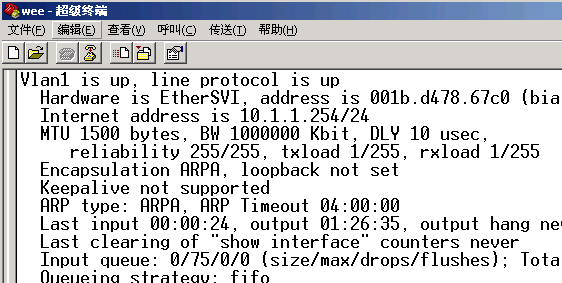 wee - 超级终端
文件(F) 编辑(E) 查看(V) 呼叫(C) 传送(T) 帮助(H)
Vlan1 is up, line protocol is up
Hardware is EtherSVI, address is 001b.d478.67c0 (bia
Internet address is 10.1.1.254/24
MTU 1500 bytes, BW 1000000 Kbit, DLY 10 usec,
reliability 255/255, txload 1/255, rxload 1/255
Encapsulation ARPA, loopback not set
Keepalive not supported
ARP type: ARPA, ARP Timeout 04:00:00
Last input 00:00:24, output 01:26:35, output hang nev
Last clearing of "show interface" counters never
Input queue: 0/75/0/0 (size/max/drops/flushes); Tota
Queueing strategy: fifo